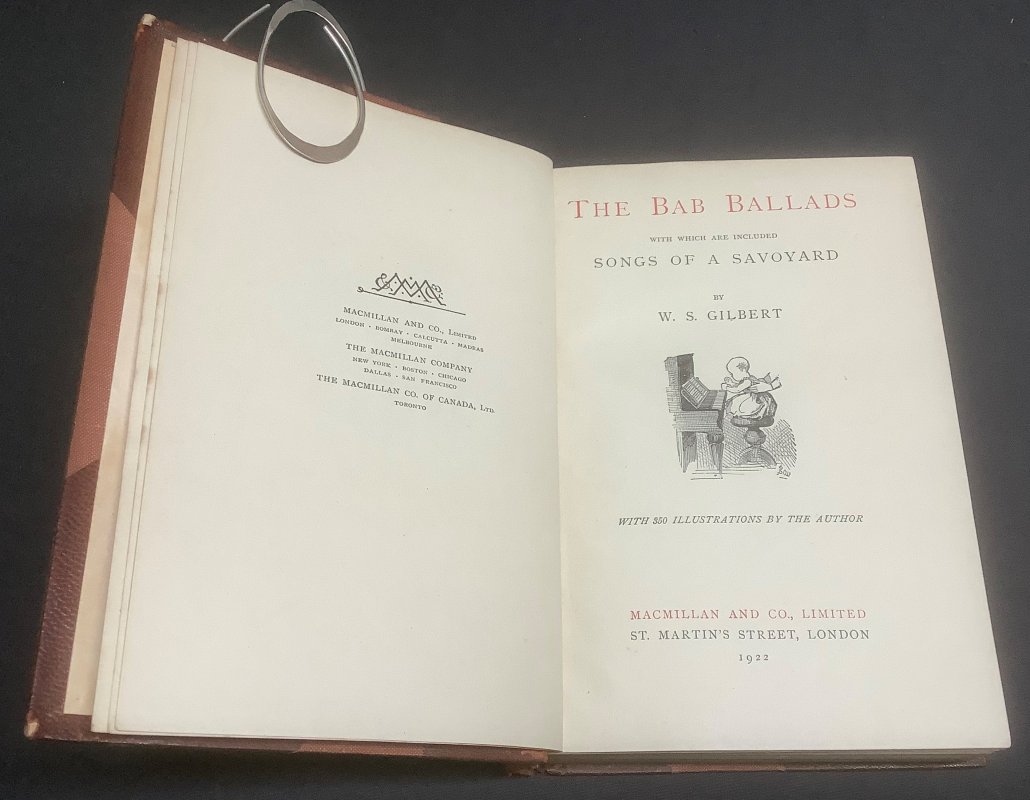 MACMILLAN AND CO., LIMITED
LONDON · BOMBAY · CALCUTTA · MADRAS
MELBOURNE
THE MACMILLAN COMPANY
NEW YORK · BOSTON · CHICAGO
DALLAS · SAN FRANCISCO
THE MACMILLAN CO. OF CANADA, LTD.
TORONTO
THE BAB BALLADS
WITH WHICH ARE INCLUDED
SONGS OF A SAVOYARD
BY
W. S. GILBERT
WITH 350 ILLUSTRATIONS BY THE AUTHOR
MACMILLAN AND CO., LIMITED
ST. MARTIN'S STREET, LONDON
1922